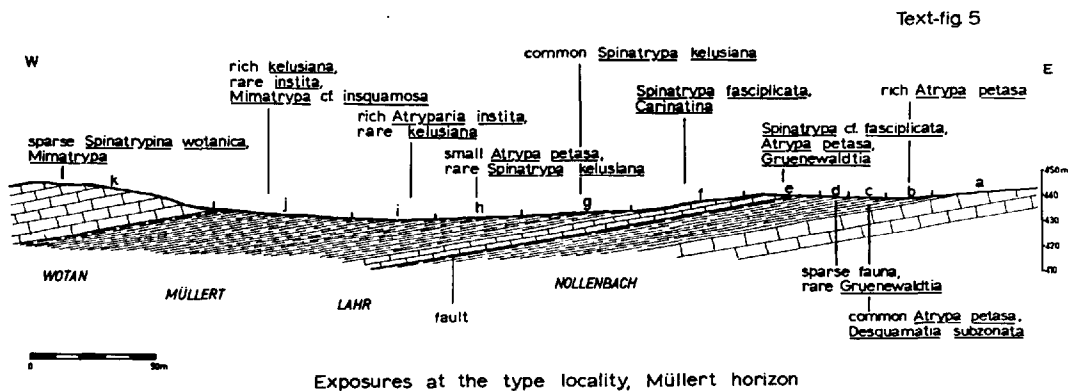 Text-fig. 5
W
E
common Spinatrypa kelusiana
rich kelusiana,
rare instita,
Mimatrypa cf insquamosa
Spinatrypa fasciplicata,
Carinatina
rich Atrypa petasa
rich Atryparia instita,
rare kelusiana
sparse Spinatrypina wotanica,
Mimatrypa
small Atrypa petasa,
rare Spinatrypa kelusiana
Spinatrypa cf. fasciplicata,
Atrypa petasa,
Gruenewaldtia
k
j
i
h
g
f
e
d
c
b
a
450m
440
430
420
WOTAN
MÜLLERT
LAHR
NOLLENBACH
fault
sparse fauna,
rare Gruenewaldtia
common Atrypa petasa,
Desquamatia subzonata
0
50m
Exposures at the type locality, Müllert horizon